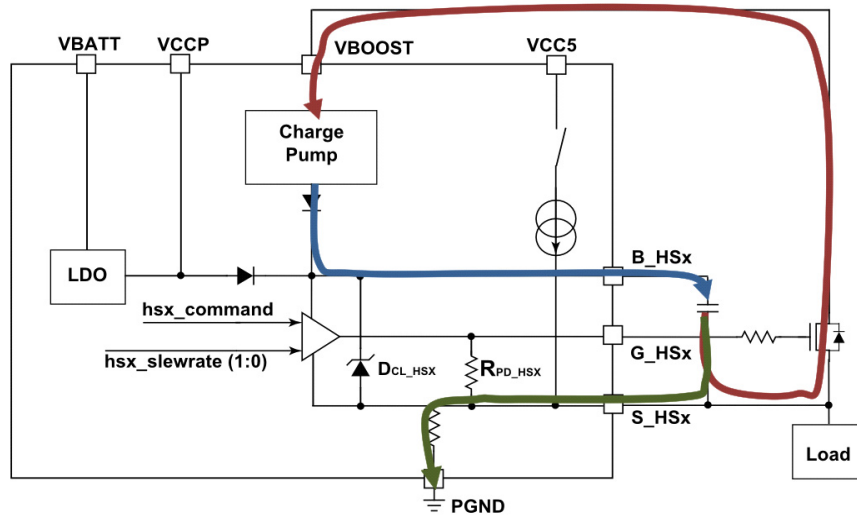 VBATT
VCCP
VBOOST
VCC5
Charge
Pump
LDO
B_HSx
hsx_command
G_HSx
hsx_slewrate (1:0)
DCL_HSX
RPD_HSX
S_HSx
Load
PGND